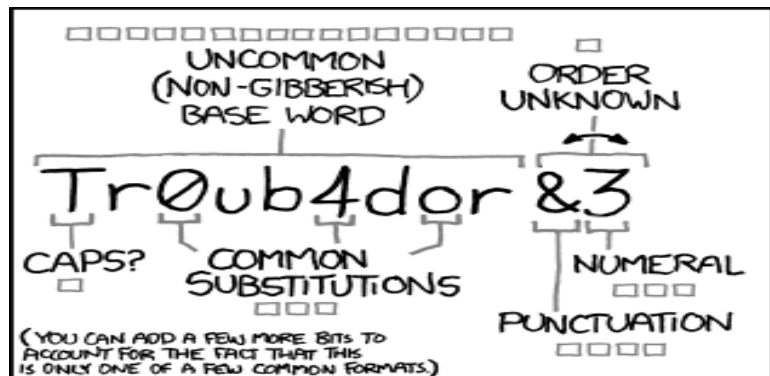 UNCOMMON
(NON-GIBBERISH)
BASE WORD
ORDER
UNKNOWN
Tr0ub4dor &3
CAPS?
COMMON
SUBSTITUTIONS
NUMERAL
PUNCTUATION
(YOU CAN ADD A FEW MORE BITS TO
ACCOUNT FOR THE FACT THAT THIS
IS ONLY ONE OF A FEW COMMON FORMATS.)